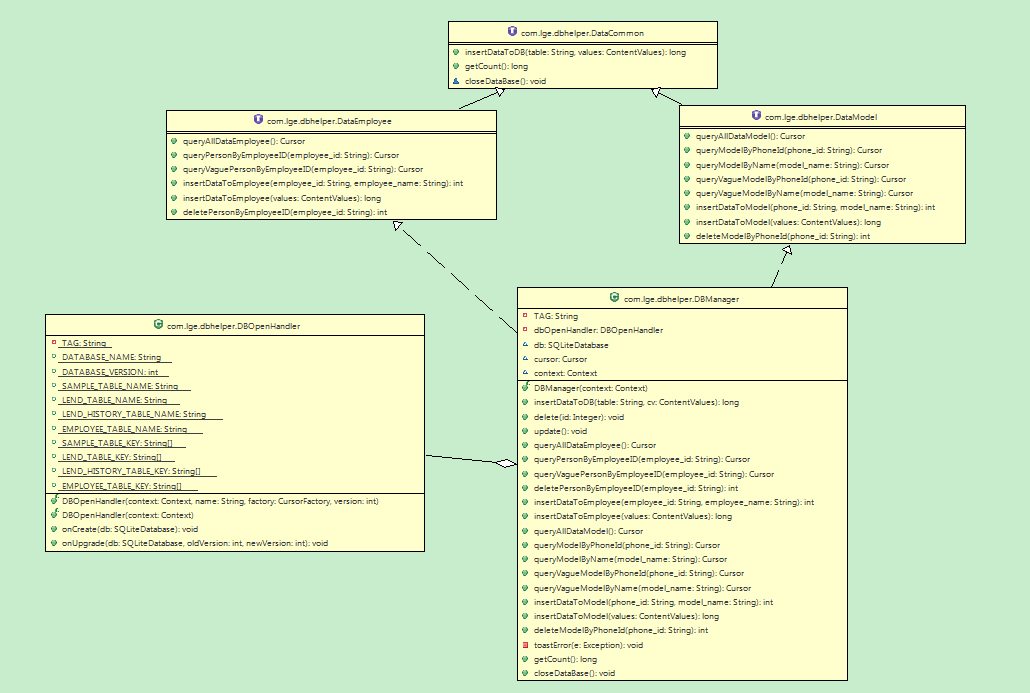 com.lge.dbhelper.DataCommon
insertDataToDB(table: String, values: ContentValues): long
getCount(): long
closeDataBase(): void
com.lge.dbhelper.DataEmployee
queryAllDataEmployee(): Cursor
queryPersonByEmployeeID(employee_id: String): Cursor
queryVaguePersonByEmployeeID(employee_id: String): Cursor
insertDataToEmployee(employee_id: String, employee_name: String): int
insertDataToEmployee(values: ContentValues): long
deletePersonByEmployeeID(employee_id: String): int
com.lge.dbhelper.DataModel
queryAllDataModel(): Cursor
queryModelByPhoneId(phone_id: String): Cursor
queryModelByName(model_name: String): Cursor
queryVagueModelByPhoneId(phone_id: String): Cursor
queryVagueModelByName(model_name: String): Cursor
insertDataToModel(phone_id: String, model_name: String): int
insertDataToModel(values: ContentValues): long
deleteModelByPhoneId(phone_id: String): int
com.lge.dbhelper.DBOpenHandler
TAG: String
DATABASE_NAME: String
DATABASE_VERSION: int
SAMPLE_TABLE_NAME: String
LEND_TABLE_NAME: String
LEND_HISTORY_TABLE_NAME: String
EMPLOYEE_TABLE_NAME: String
SAMPLE_TABLE_KEY: String[]
LEND_TABLE_KEY: String[]
LEND_HISTORY_TABLE_KEY: String[]
EMPLOYEE_TABLE_KEY: String[]
DBOpenHandler(context: Context, name: String, factory: CursorFactory, version: int)
DBOpenHandler(context: Context)
onCreate(db: SQLiteDatabase): void
onUpgrade(db: SQLiteDatabase, oldVersion: int, newVersion: int): void
com.lge.dbhelper.DBManager
TAG: String
dbOpenHandler: DBOpenHandler
db: SQLiteDatabase
cursor: Cursor
context: Context
DBManager(context: Context)
insertDataToDB(table: String, cv: ContentValues): long
delete(id: Integer): void
update(): void
queryAllDataEmployee(): Cursor
queryPersonByEmployeeID(employee_id: String): Cursor
queryVaguePersonByEmployeeID(employee_id: String): Cursor
deletePersonByEmployeeID(employee_id: String): int
insertDataToEmployee(employee_id: String, employee_name: String): int
insertDataToEmployee(values: ContentValues): long
queryAllDataModel(): Cursor
queryModelByPhoneId(phone_id: String): Cursor
queryModelByName(model_name: String): Cursor
queryVagueModelByPhoneId(phone_id: String): Cursor
queryVagueModelByName(model_name: String): Cursor
insertDataToModel(phone_id: String, model_name: String): int
insertDataToModel(values: ContentValues): long
deleteModelByPhoneId(phone_id: String): int
toastError(e: Exception): void
getCount(): long
closeDataBase(): void